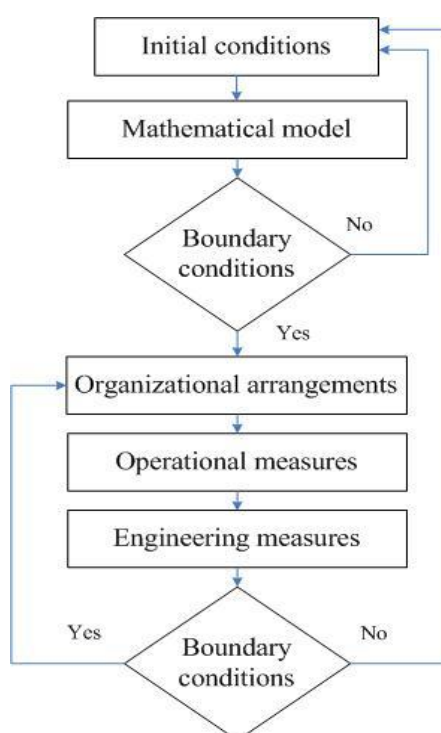 Initial conditions
Mathematical model
Boundary
conditions
No
Yes
Organizational arrangements
Operational measures
Engineering measures
Yes
Boundary
conditions
No